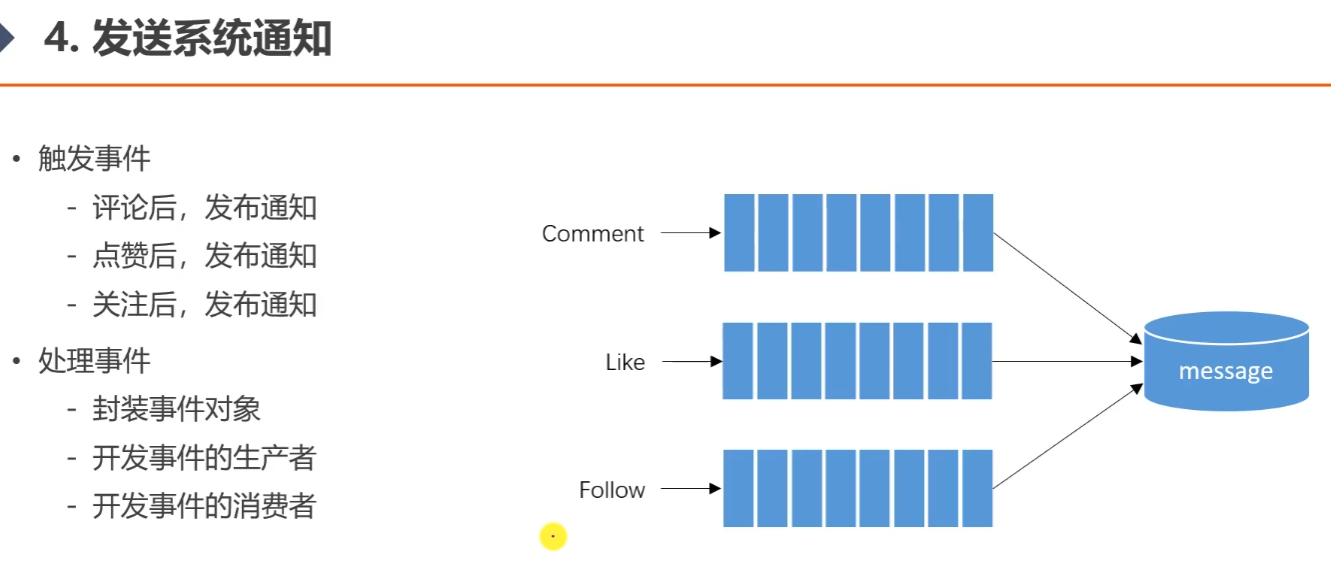 4. 发送系统通知
• 触发事件
- 评论后，发布通知
- 点赞后，发布通知
- 关注后，发布通知
• 处理事件
- 封装事件对象
- 开发事件的生产者
- 开发事件的消费者
Comment
Like
Follow
message